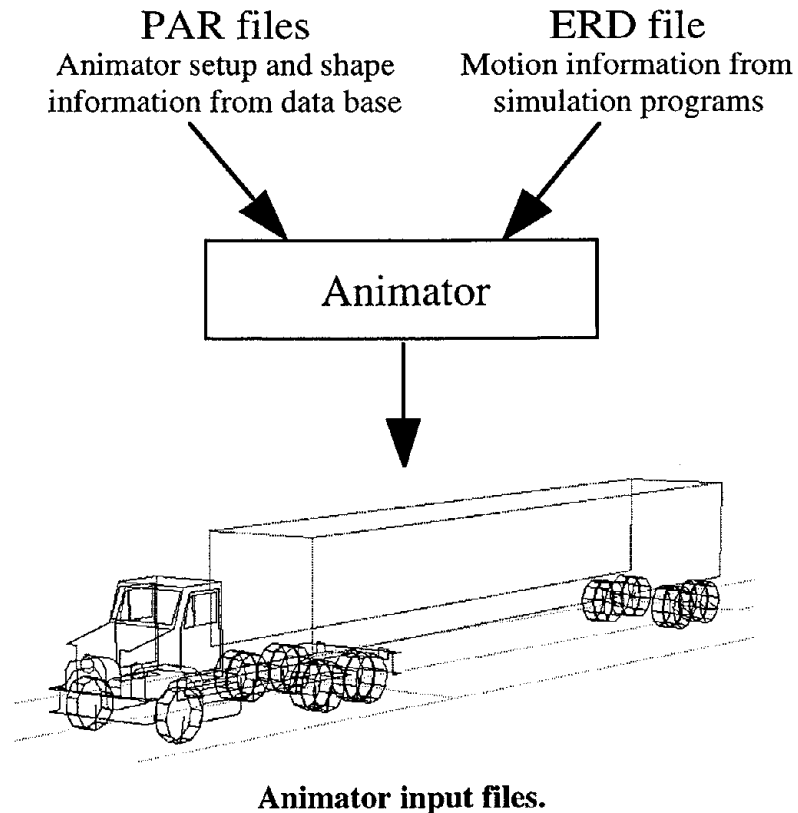 PAR files
Animator setup and shape
information from data base
ERD file
Motion information from
simulation programs
Animator
Animator input files.